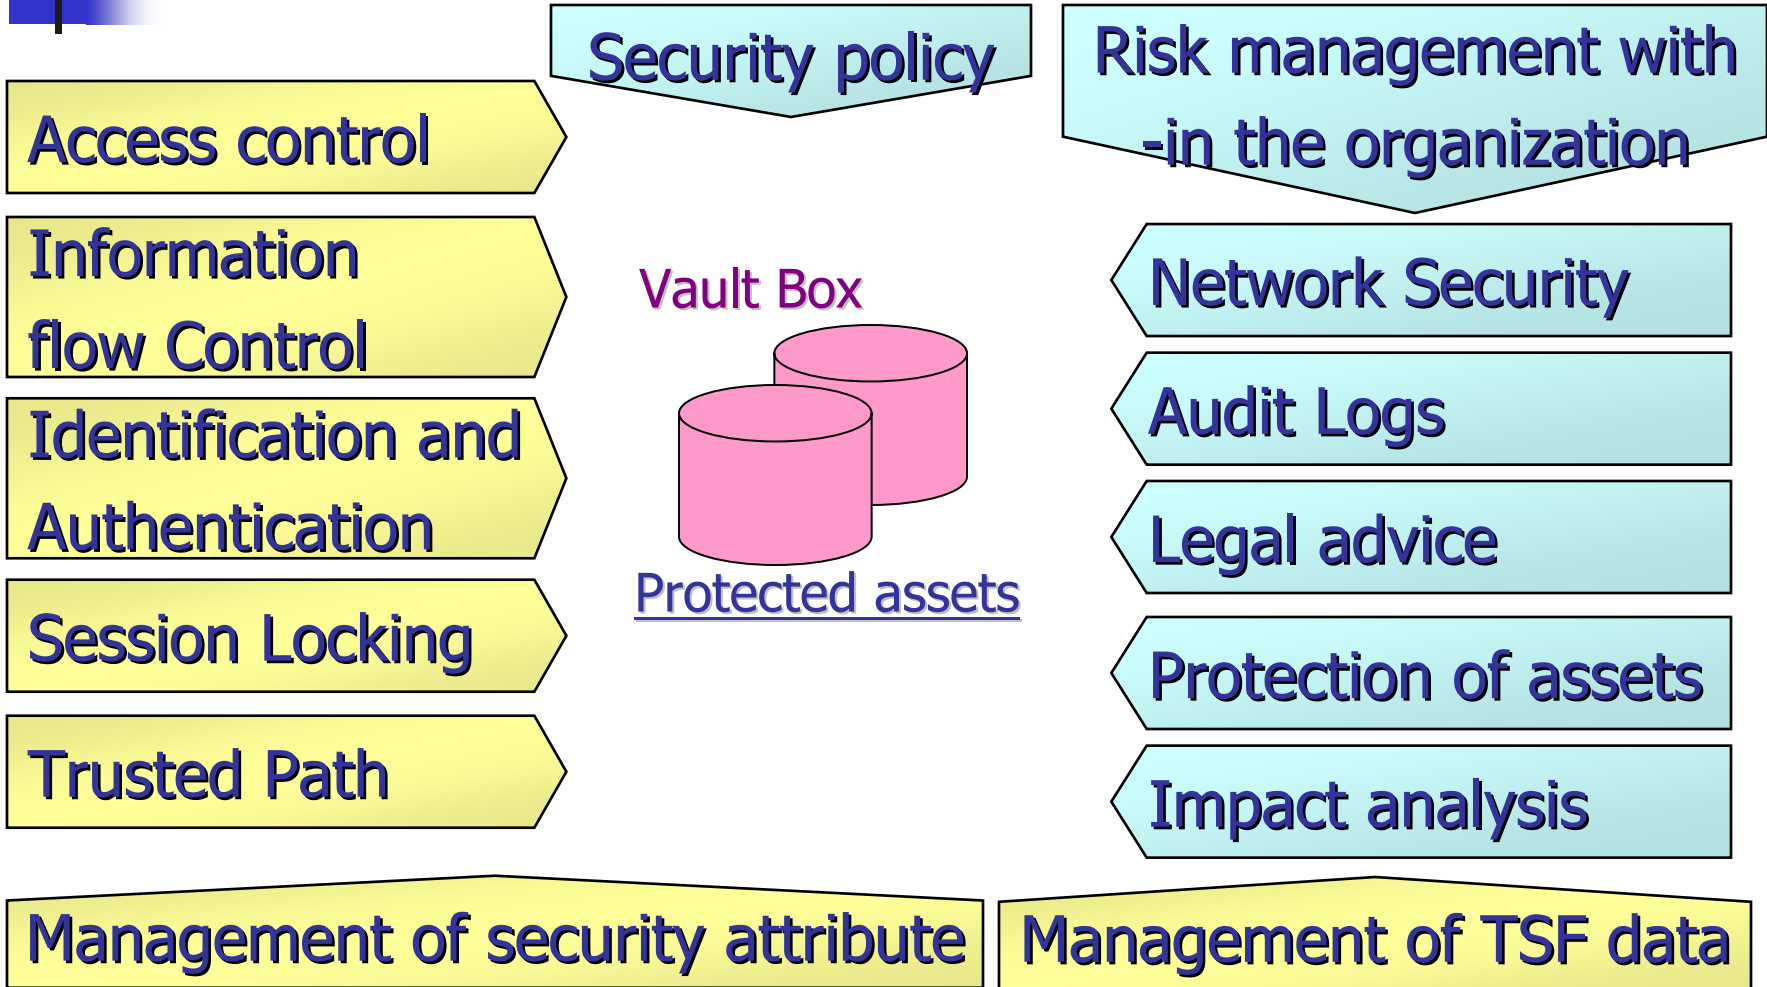 Security policy
Risk management with
-in the organization
Access control
Information
flow Control
Identification and
Authentication
Session Locking
Trusted Path
Vault Box
Protected assets
Network Security
Audit Logs
Legal advice
Protection of assets
Impact analysis
Management of security attribute
Management of TSF data